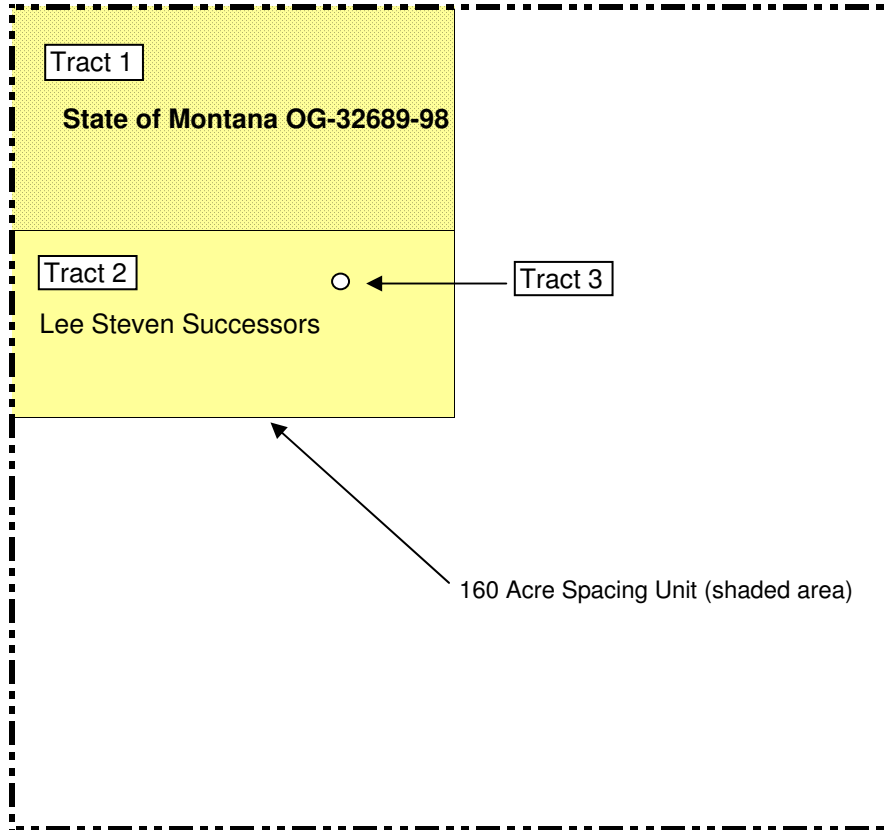 Tract 1
State of Montana OG-32689-98
Tract 2
Tract 3
Lee Steven Successors
160 Acre Spacing Unit (shaded area)